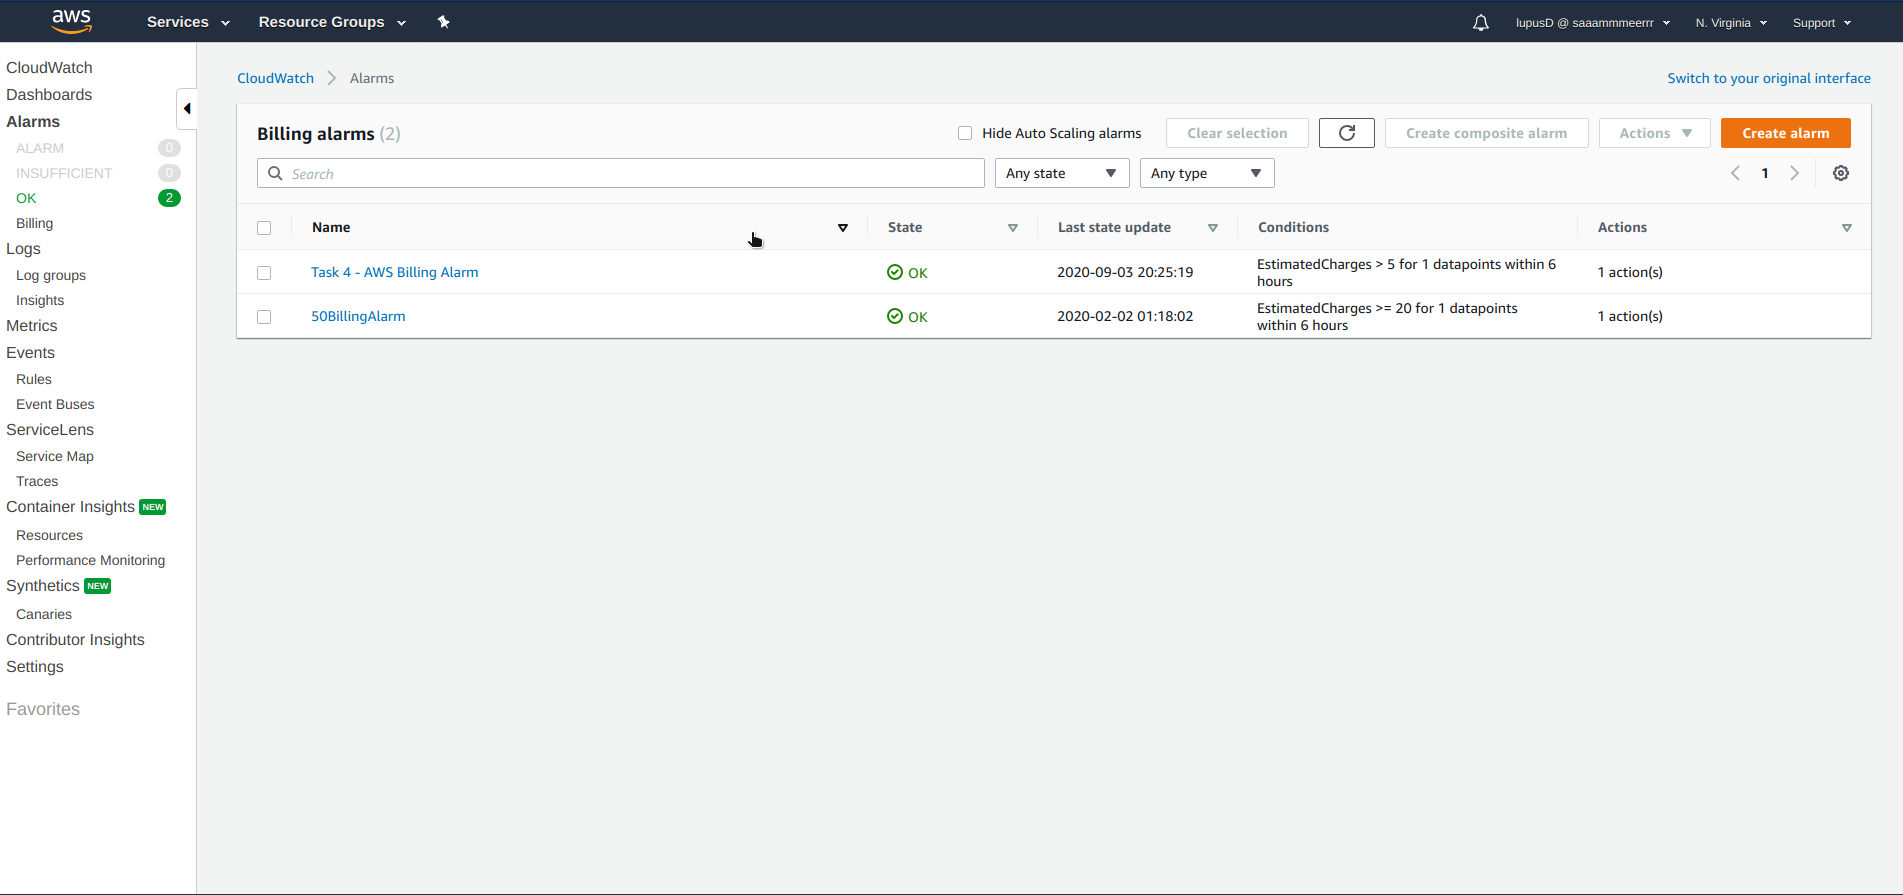 aws
Services
Resource Groups
lupusD @ saaammmeerrr
N. Virginia
Support
CloudWatch
Dashboards
Alarms
ALARM 0
INSUFFICIENT 0
OK 2
Billing
Logs
Log groups
Insights
Metrics
Events
Rules
Event Buses
ServiceLens
Service Map
Traces
Container Insights NEW
Resources
Performance Monitoring
Synthetics NEW
Canaries
Contributor Insights
Settings
Favorites
CloudWatch Alarms
Switch to your original interface
Billing alarms (2)
Hide Auto Scaling alarms
Clear selection
Create composite alarm
Actions
Create alarm
Search
Any state
Any type
1
Name State Last state update Conditions Actions
Task 4 - AWS Billing Alarm OK 2020-09-03 20:25:19 EstimatedCharges > 5 for 1 datapoints within 6
hours
1 action(s)
50BillingAlarm OK 2020-02-02 01:18:02 EstimatedCharges >= 20 for 1 datapoints
within 6 hours
1 action(s)